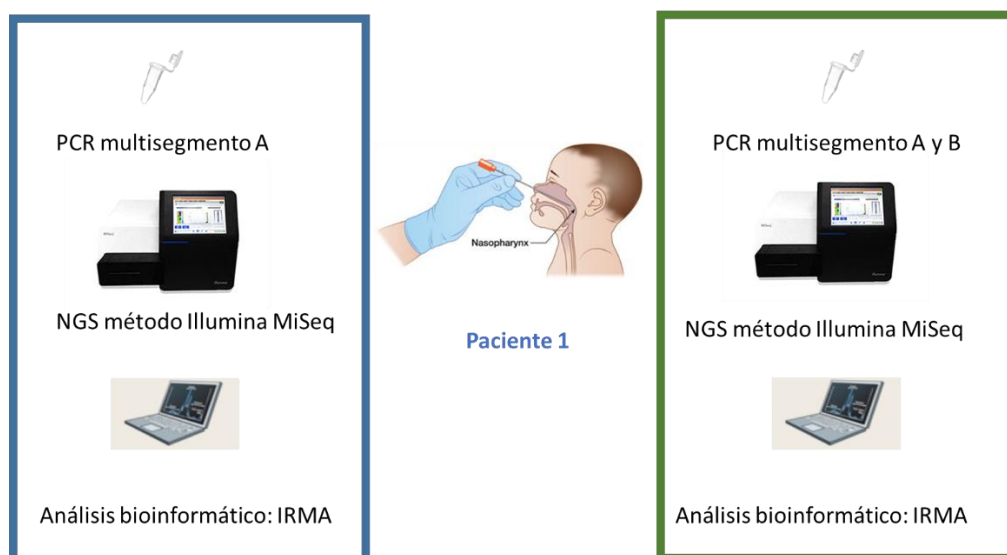 PCR multisegmento A
NGS método Illumina MiSeq
Análisis bioinformático: IRMA
Nasopharynx
Paciente 1
PCR multisegmento A y B
NGS método Illumina MiSeq
Análisis bioinformático: IRMA